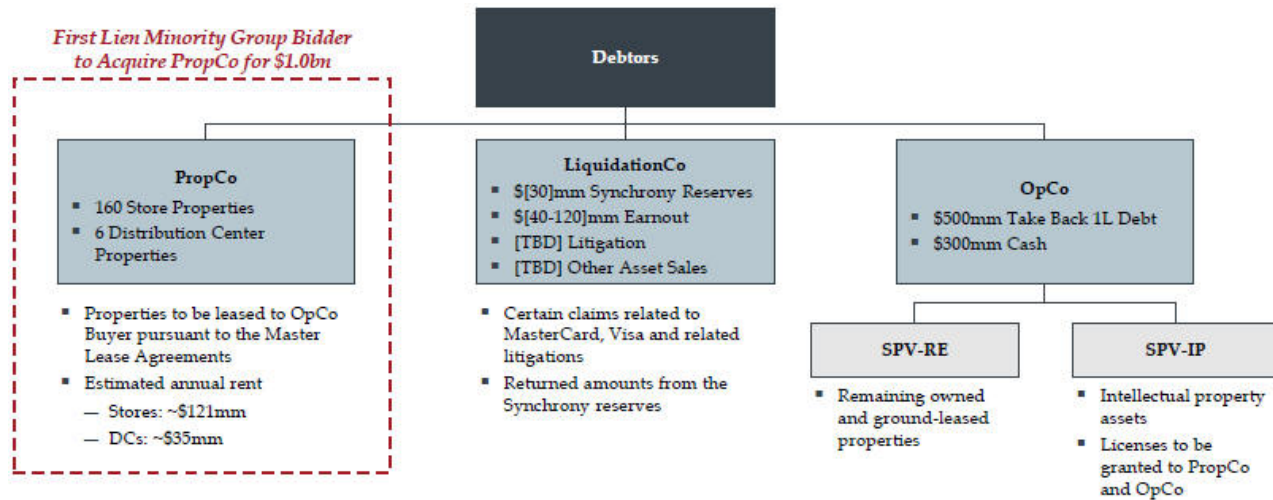 First Lien Minority Group Bidder
to Acquire PropCo for $1.0bn
Debtors
PropCo
▪ 160 Store Properties
▪ 6 Distribution Center
Properties
▪ Properties to be leased to OpCo
Buyer pursuant to the Master
Lease Agreements
▪ Estimated annual rent
— Stores: ~$121mm
— DCs: ~$35mm
LiquidationCo
▪ $[30]mm Synchrony Reserves
▪ $[40-120]mm Earnout
▪ [TBD] Litigation
▪ [TBD] Other Asset Sales
▪ Certain claims related to
MasterCard, Visa and related
litigations
▪ Returned amounts from the
Synchrony reserves
OpCo
▪ $500mm Take Back 1L Debt
▪ $300mm Cash
SPV-RE
▪ Remaining owned
and ground-leased
properties
SPV-IP
▪ Intellectual property
assets
▪ Licenses to be
granted to PropCo
and OpCo